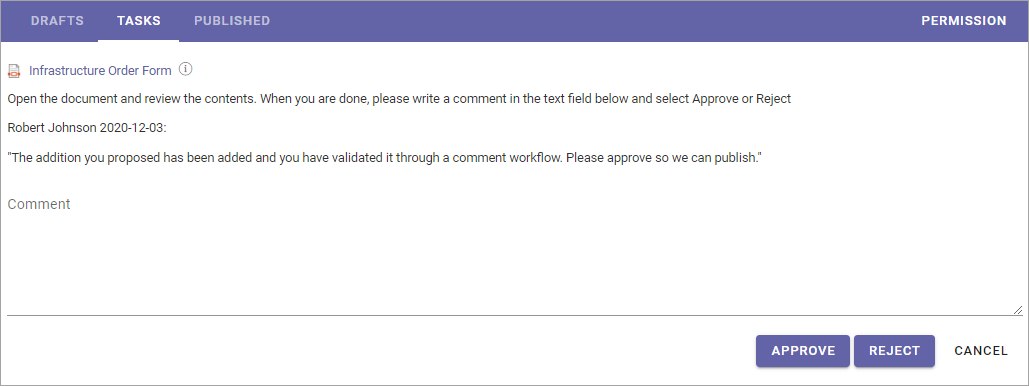 DRAFTS TASKS PUBLISHED PERMISSION
Infrastructure Order Form
Open the document and review the contents. When you are done, please write a comment in the text field below and select Approve or Reject
Robert Johnson 2020-12-03:
"The addition you proposed has been added and you have validated it through a comment workflow. Please approve so we can publish."
Comment
APPROVE REJECT CANCEL